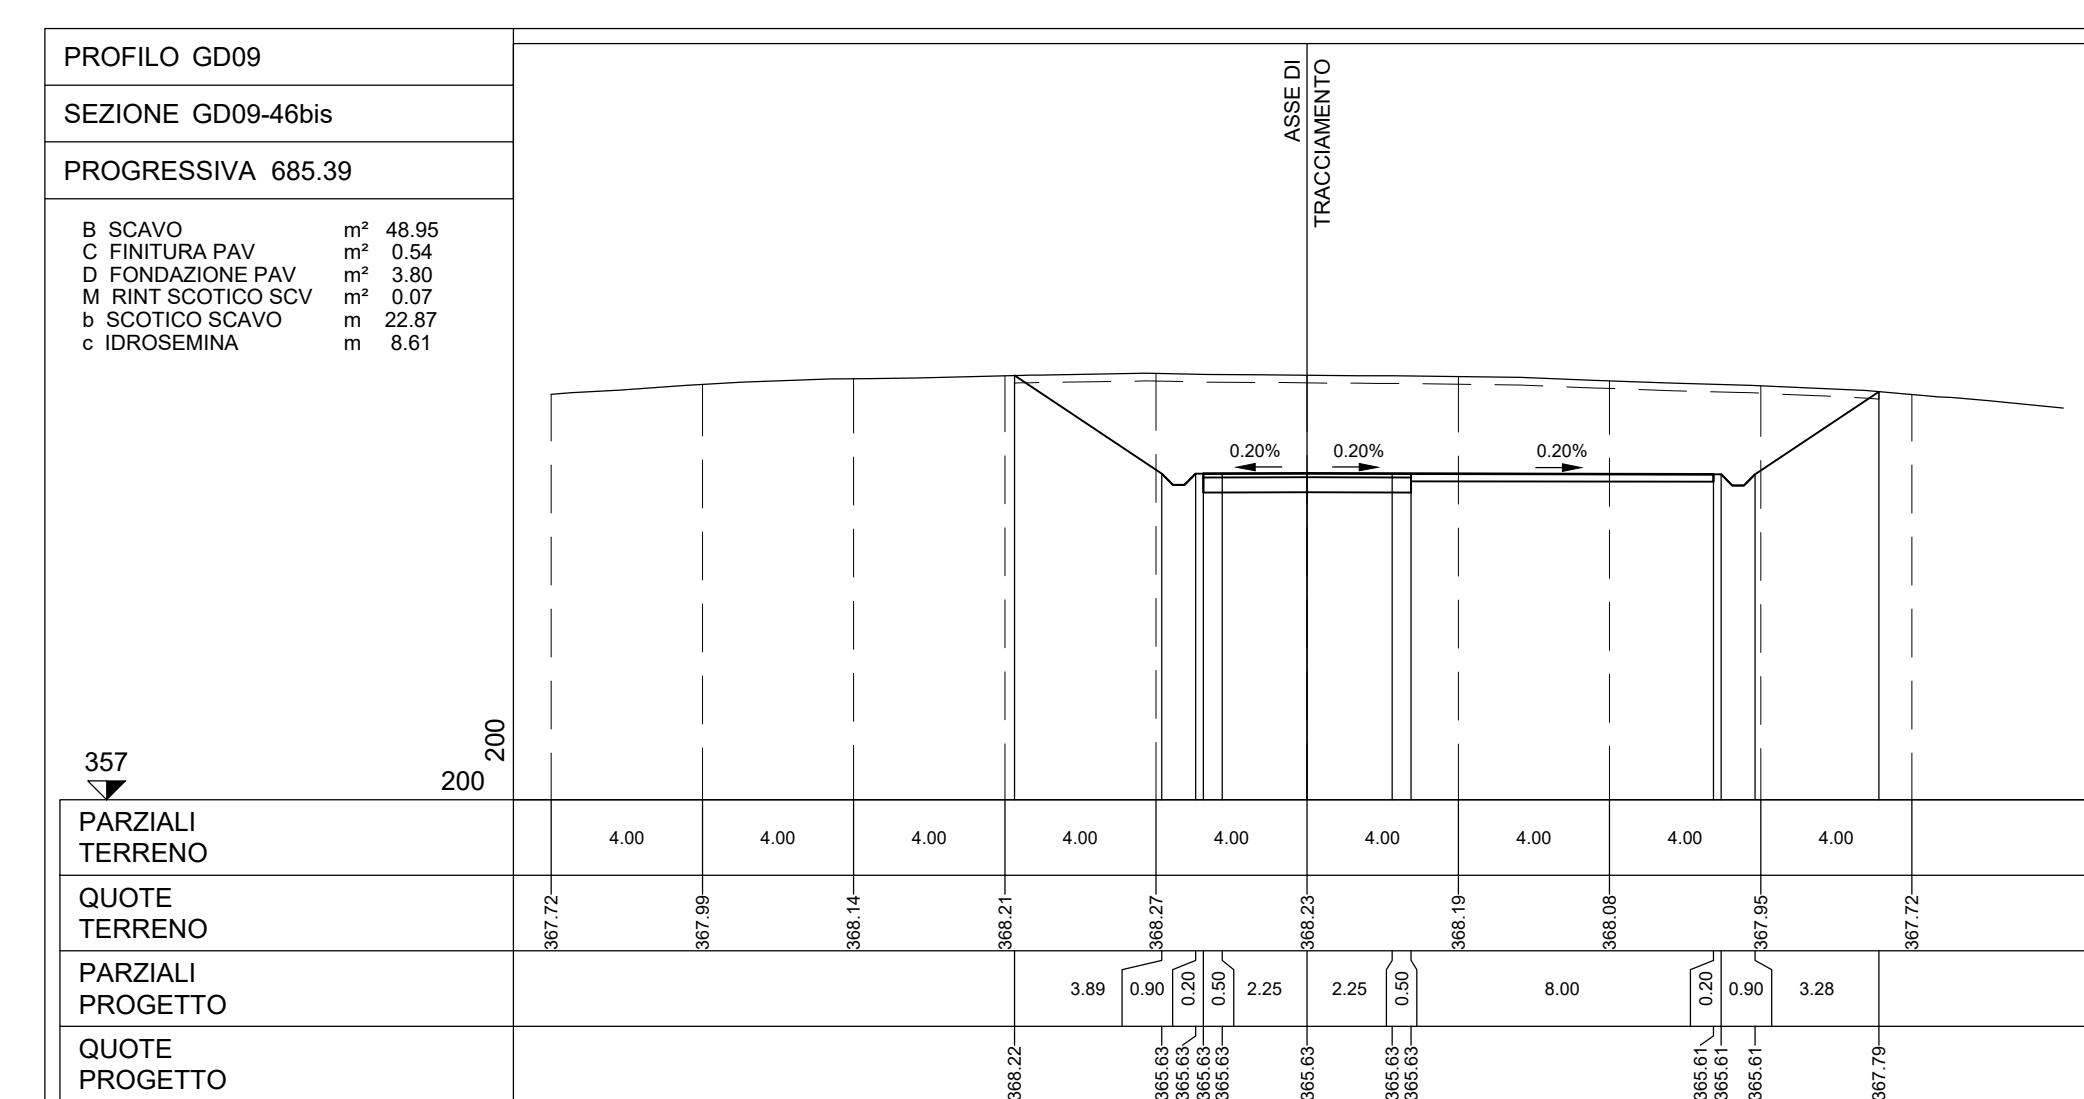 PROFILO GD09
SEZIONE GD09-46bis
PROGRESSIVA 685.39
B SCAVO m² 48.95
C FINITURA PAV m² 0.54
D FONDAZIONE PAV m² 3.80
M RINT SCOTICO SCV m² 0.07
b SCOTICO SCAVO m 22.87
c IDROSEMINA m 8.61
ASSE DI
TRACCIAMENTO
0.20% 0.20% 0.20%
357
200
200
PARZIALI
TERRENO
4.00 4.00 4.00 4.00 4.00 4.00 4.00 4.00 4.00
QUOTE
TERRENO
367.72 367.99 368.14 368.21 368.27 368.23 368.19 368.08 367.95 367.72
PARZIALI
PROGETTO
3.89 0.90 0.20 0.50 2.25 2.25 0.50 8.00 0.20 0.90 3.28
QUOTE
PROGETTO
368.22 365.63 365.63 365.63 365.63 365.63 365.63 365.63 365.61 365.61 365.61 367.79